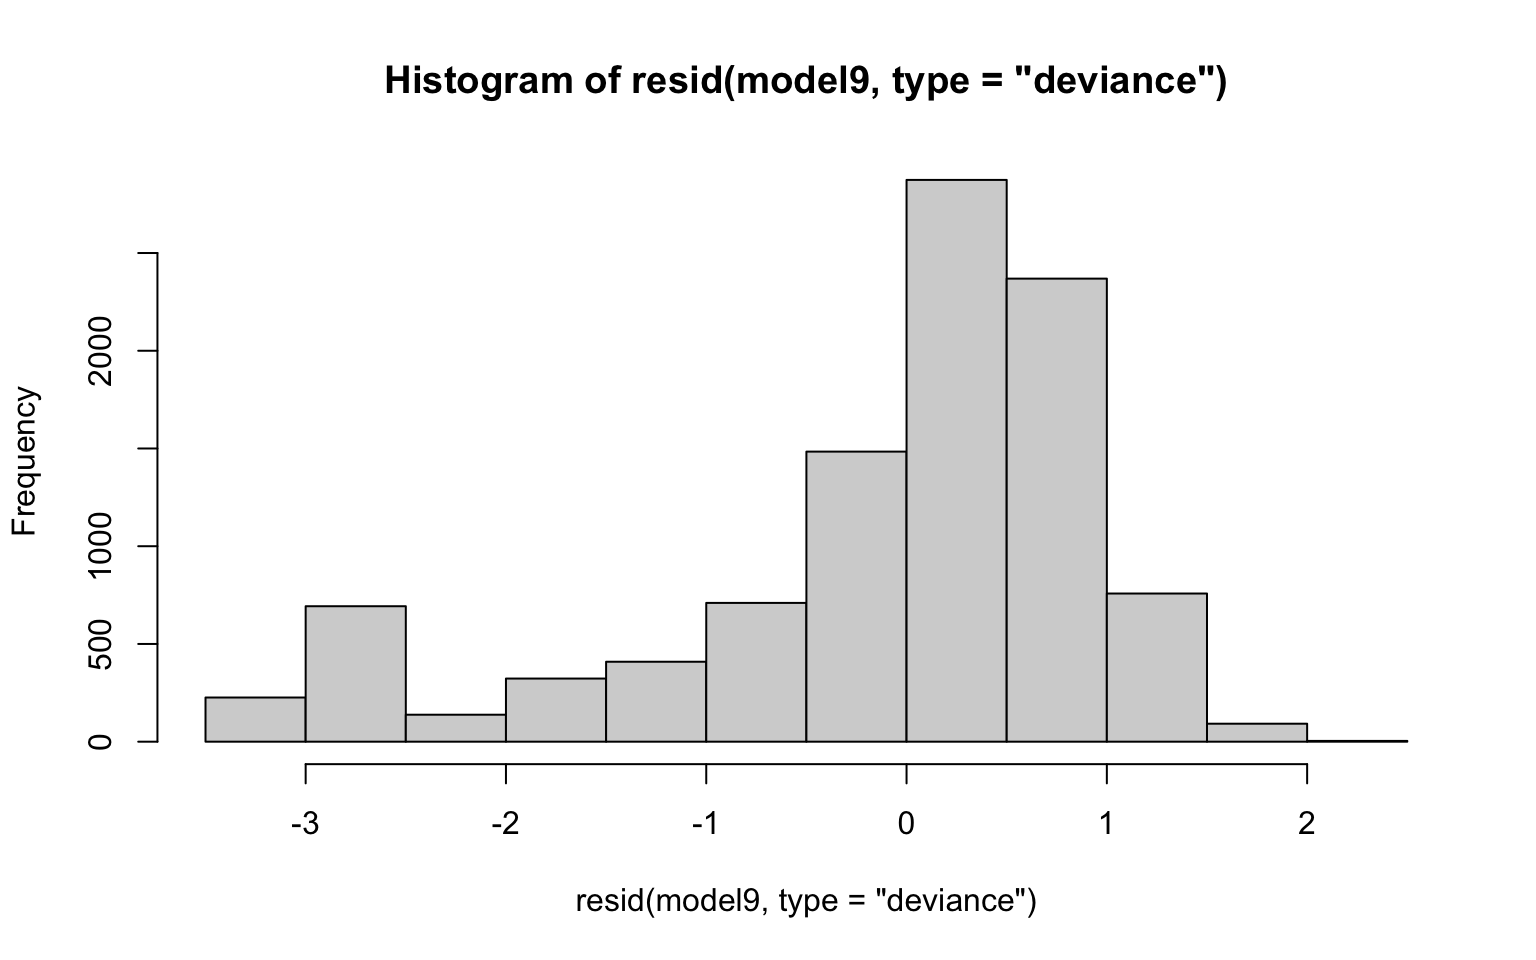 Histogram of resid(model9, type = "deviance")
Frequency
2000
1000
500
0
-3 -2 -1 0 1 2
resid(model9, type = "deviance")